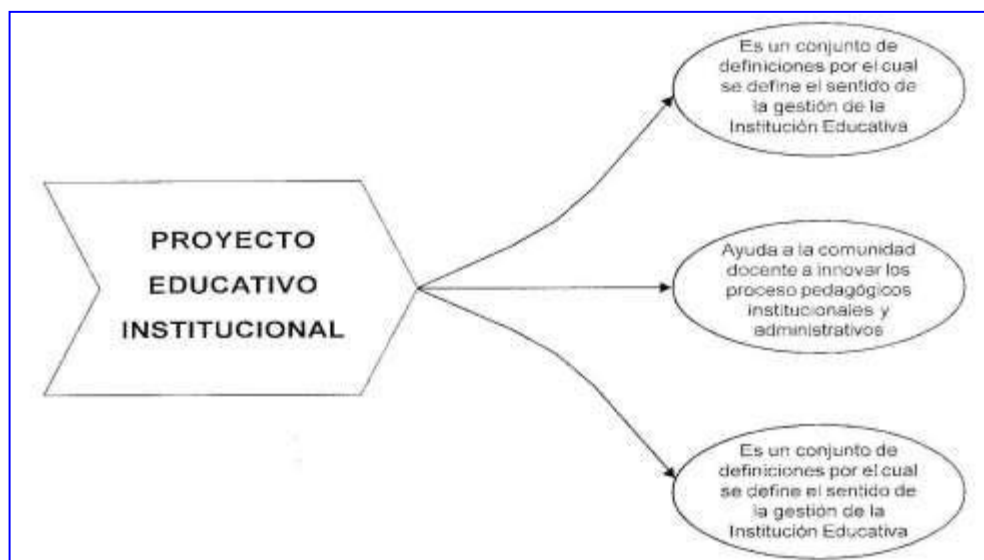 PROYECTO
EDUCATIVO
INSTITUCIONAL
Es un conjunto de
definiciones por el cual
se define el sentido de
la gestión de la
Institución Educativa
Ayuda a la comunidad
docente a innovar los
proceso pedagógicos
institucionales y
administrativos
Es un conjunto de
definiciones por el cual
se define el sentido de
la gestión de la
Institución Educativa